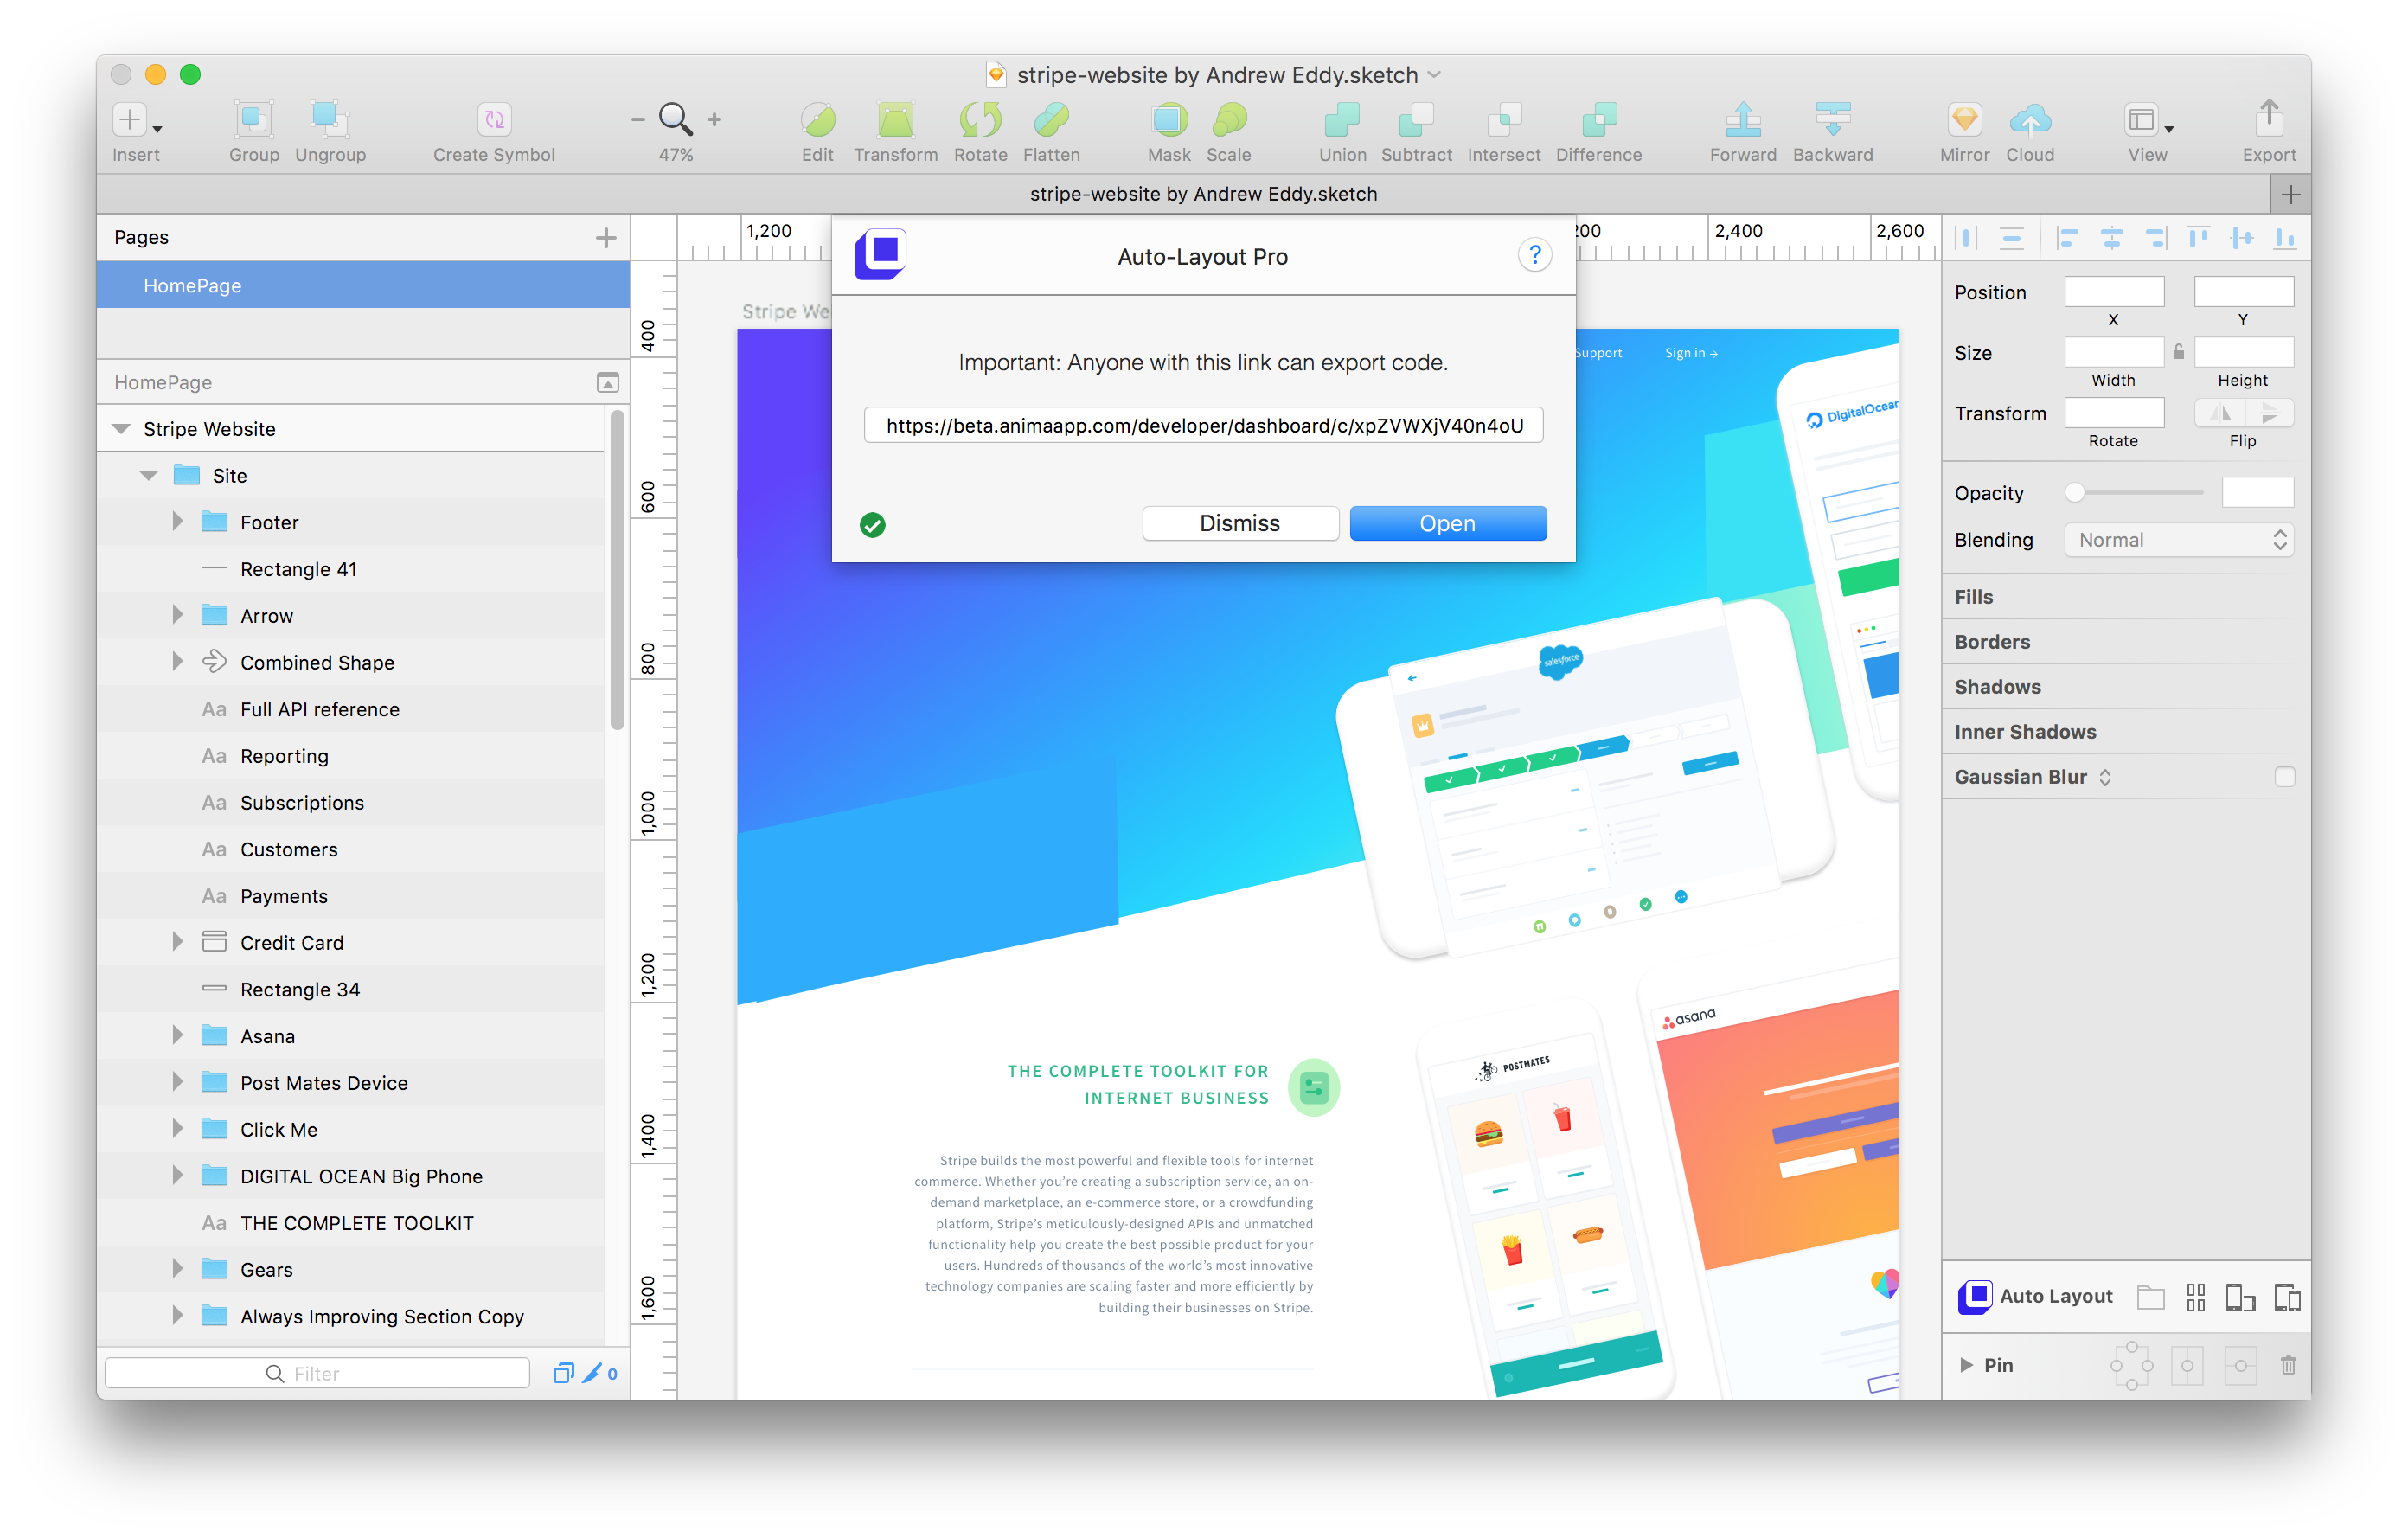 stripe-website by Andrew Eddy.sketch
Insert
Group
Ungroup
Create Symbol
47%
Edit
Transform
Rotate
Flatten
Mask
Scale
Union
Subtract
Intersect
Difference
Forward
Backward
Mirror
Cloud
View
Export
stripe-website by Andrew Eddy.sketch
Pages
HomePage
HomePage
Stripe Website
Site
Footer
Rectangle 41
Arrow
Combined Shape
Aa Full API reference
Aa Reporting
Aa Subscriptions
Aa Customers
Aa Payments
Credit Card
Rectangle 34
Asana
Post Mates Device
Click Me
DIGITAL OCEAN Big Phone
Aa THE COMPLETE TOOLKIT
Gears
Always Improving Section Copy
Filter
0
1,200
2,400
2,600
400
600
800
1,000
1,200
1,400
1,600
Stripe We
Auto-Layout Pro
?
Important: Anyone with this link can export code.
https://beta.animaapp.com/developer/dashboard/c/xpZVWXjV40n4oU
Dismiss
Open
Support
Sign in →
DigitalOcean
salesforce
THE COMPLETE TOOLKIT FOR
INTERNET BUSINESS
Stripe builds the most powerful and flexible tools for internet
commerce. Whether you're creating a subscription service, an on-
demand marketplace, an e-commerce store, or a crowdfunding
platform, Stripe's meticulously-designed APIs and unmatched
functionality help you create the best possible product for your
users. Hundreds of thousands of the world's most innovative
technology companies are scaling faster and more efficiently by
building their businesses on Stripe.
POSTMATES
asana
Position
X
Y
Size
Width
Height
Transform
Rotate
Flip
Opacity
Blending
Normal
Fills
Borders
Shadows
Inner Shadows
Gaussian Blur
Auto Layout
Pin